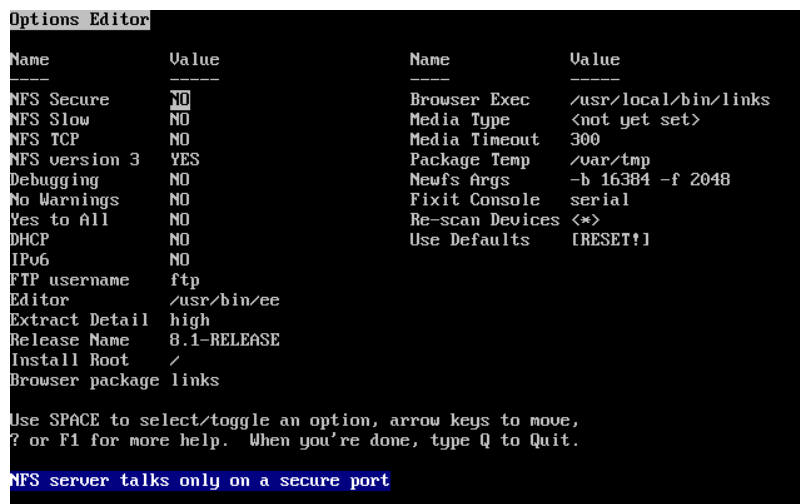 Options Editor
Name Value Name Value
---- ----- ---- -----
NFS Secure NO Browser Exec /usr/local/bin/links
NFS Slow NO Media Type <not yet set>
NFS TCP NO Media Timeout 300
NFS version 3 YES Package Temp /var/tmp
Debugging NO Newfs Args -b 16384 -f 2048
No Warnings NO Fixit Console serial
Yes to All NO Re-scan Devices <*>
DHCP NO Use Defaults [RESET!]
IPv6 NO
FTP username ftp
Editor /usr/bin/ee
Extract Detail high
Release Name 8.1-RELEASE
Install Root /
Browser package links
Use SPACE to select/toggle an option, arrow keys to move,
? or F1 for more help. When you're done, type Q to Quit.
NFS server talks only on a secure port